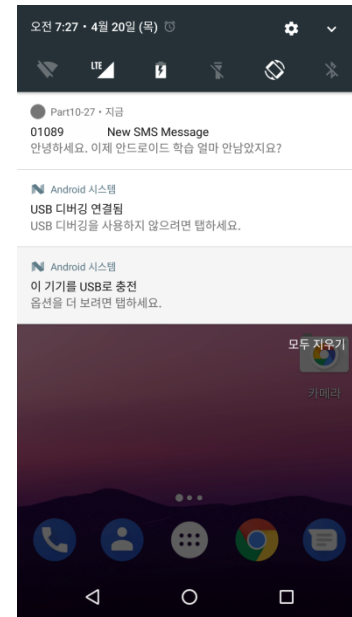 오전 7:27 • 4월 20일 (목)
LTE
Part10-27 • 지금
01089 New SMS Message
안녕하세요. 이제 안드로이드 학습 얼마 안남았지요?
N Android 시스템
USB 디버깅 연결됨
USB 디버깅을 사용하지 않으려면 탭하세요.
N Android 시스템
이 기기를 USB로 충전
옵션을 더 보려면 탭하세요.
모두 지우기
카메라